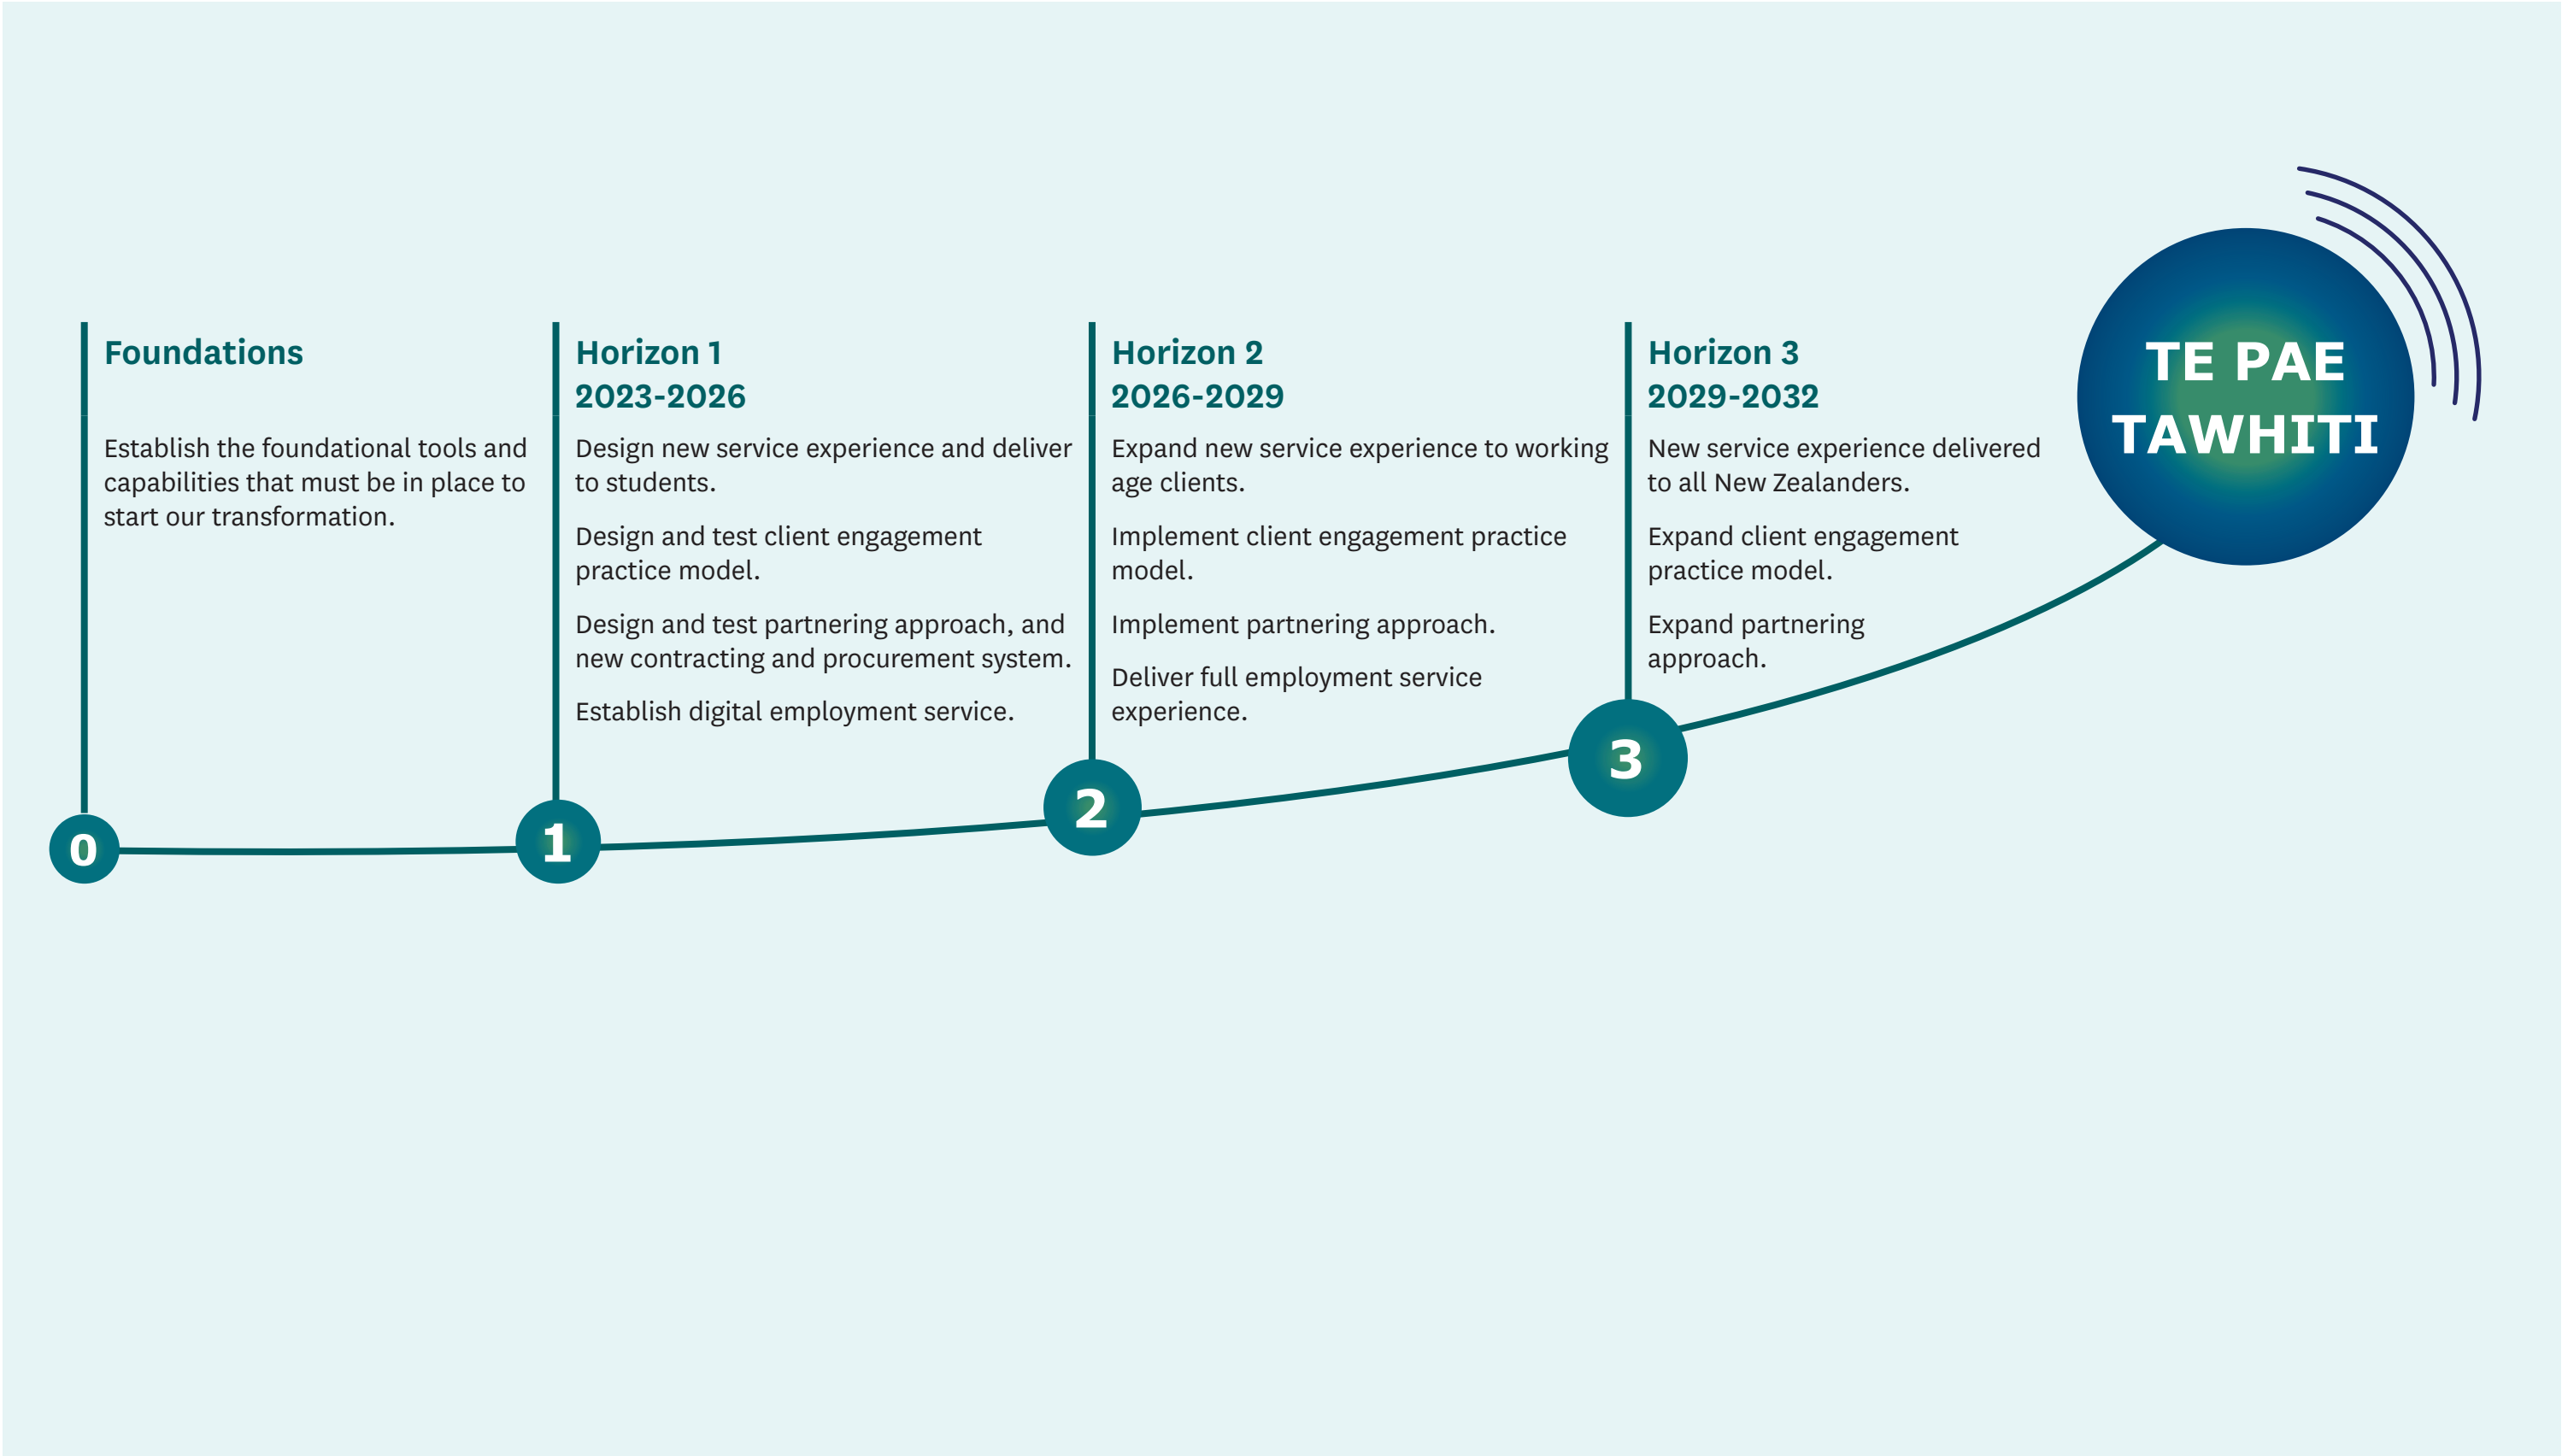 Foundations
Establish the foundational tools and
capabilities that must be in place to
start our transformation.
0
Horizon 1
2023-2026
Design new service experience and deliver
to students.
Design and test client engagement
practice model.
Design and test partnering approach, and
new contracting and procurement system.
Establish digital employment service.
1
Horizon 2
2026-2029
Expand new service experience to working
age clients.
Implement client engagement practice
model.
Implement partnering approach.
Deliver full employment service
experience.
2
Horizon 3
2029-2032
New service experience delivered
to all New Zealanders.
Expand client engagement
practice model.
Expand partnering
approach.
3
TE PAE
TAWHITI